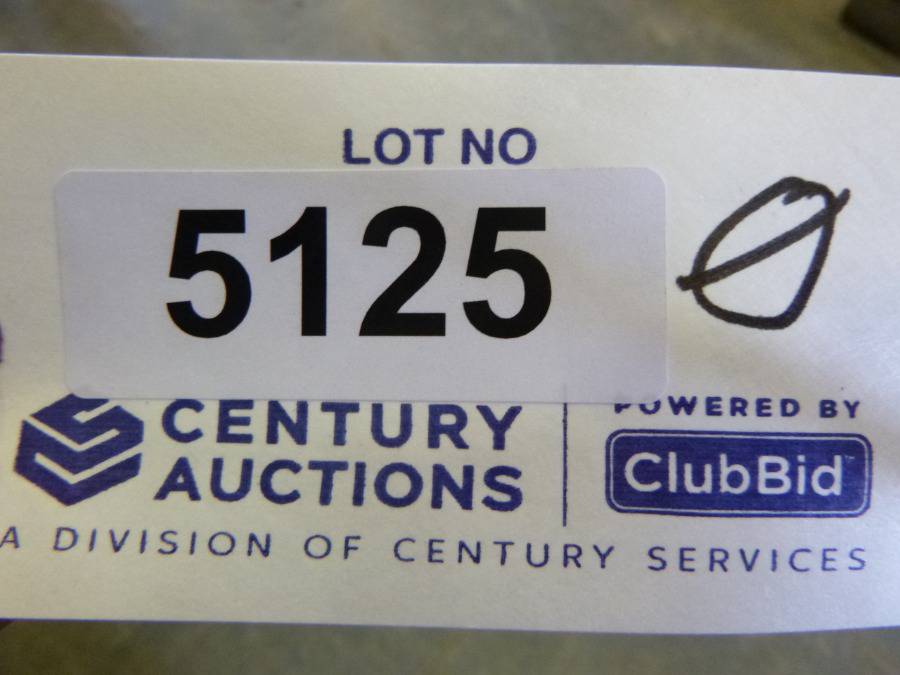 LOT NO
5125 Ø
CENTURY
AUCTIONS
POWERED BY
ClubBid
A DIVISION OF CENTURY SERVICES